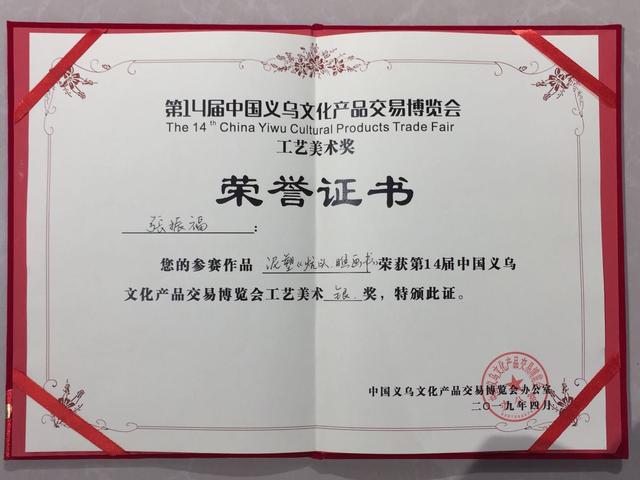 第14届中国义乌文化产品交易博览会
The 14th China Yiwu Cultural Products Trade Fair
工艺美术奖
荣誉证书
張振福：
您的参赛作品 泥塑《炕头.瞧画书》荣获第14届中国义乌
文化产品交易博览会工艺美术 银 奖，特颁此证。
中国义乌文化产品交易博览会办公室
二〇一九年四月